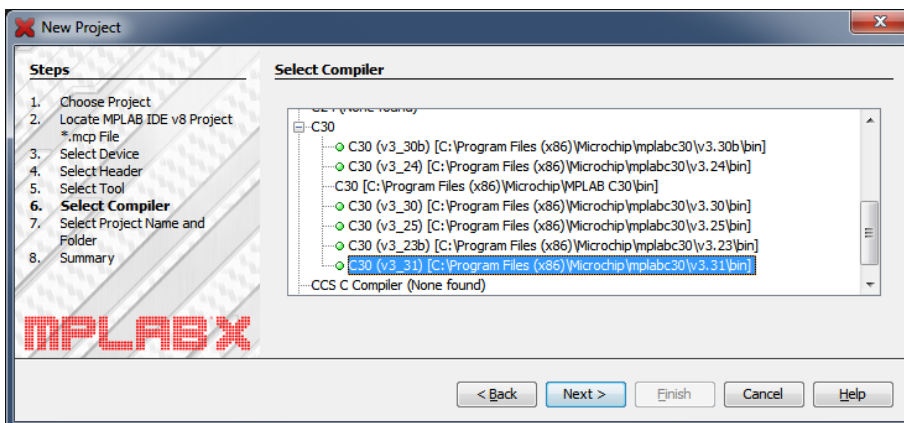 New Project
Steps
1. Choose Project
2. Locate MPLAB IDE v8 Project
*.mcp File
3. Select Device
4. Select Header
5. Select Tool
6. Select Compiler
7. Select Project Name and
Folder
8. Summary
MPLAB X
Select Compiler
(None found)
C30
C30 (v3_30b) [C:\Program Files (x86)\Microchip\mplabc30\v3.30b\bin]
C30 (v3_24) [C:\Program Files (x86)\Microchip\mplabc30\v3.24\bin]
C30 [C:\Program Files (x86)\Microchip\MPLAB C30\bin]
C30 (v3_30) [C:\Program Files (x86)\Microchip\mplabc30\v3.30\bin]
C30 (v3_25) [C:\Program Files (x86)\Microchip\mplabc30\v3.25\bin]
C30 (v3_23b) [C:\Program Files (x86)\Microchip\mplabc30\v3.23\bin]
C30 (v3_31) [C:\Program Files (x86)\Microchip\mplabc30\v3.31\bin]
CCS C Compiler (None found)
< Back Next > Finish Cancel Help